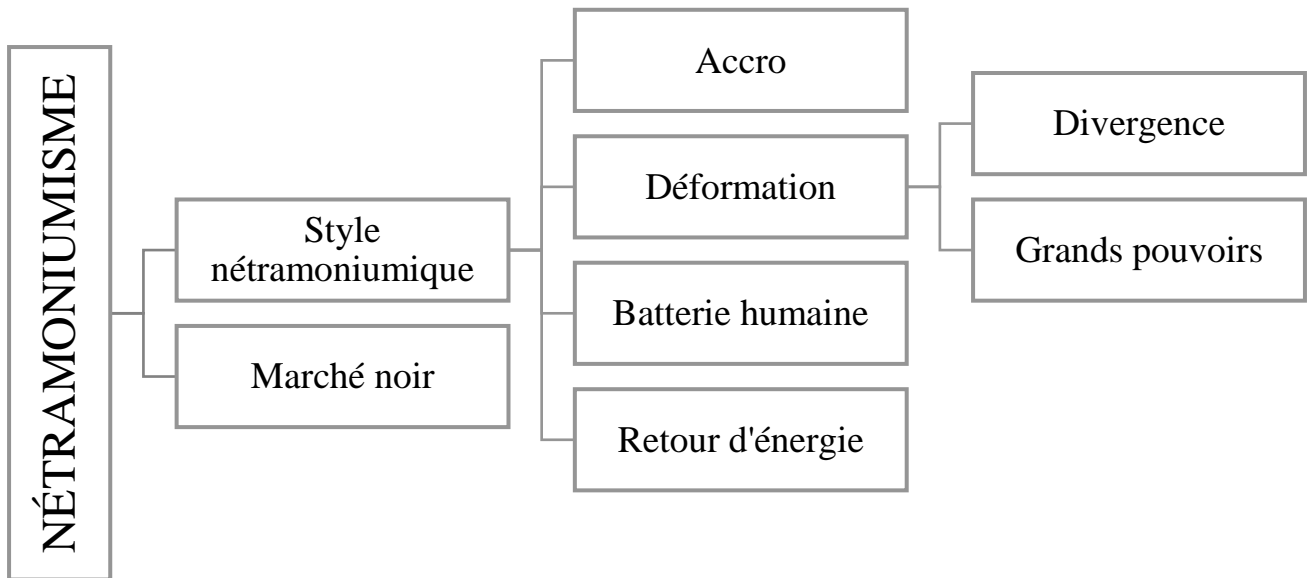 NÉTRAMONIUMISME
Style
nétramoniumique
Marché noir
Accro
Déformation
Batterie humaine
Retour d'énergie
Divergence
Grands pouvoirs